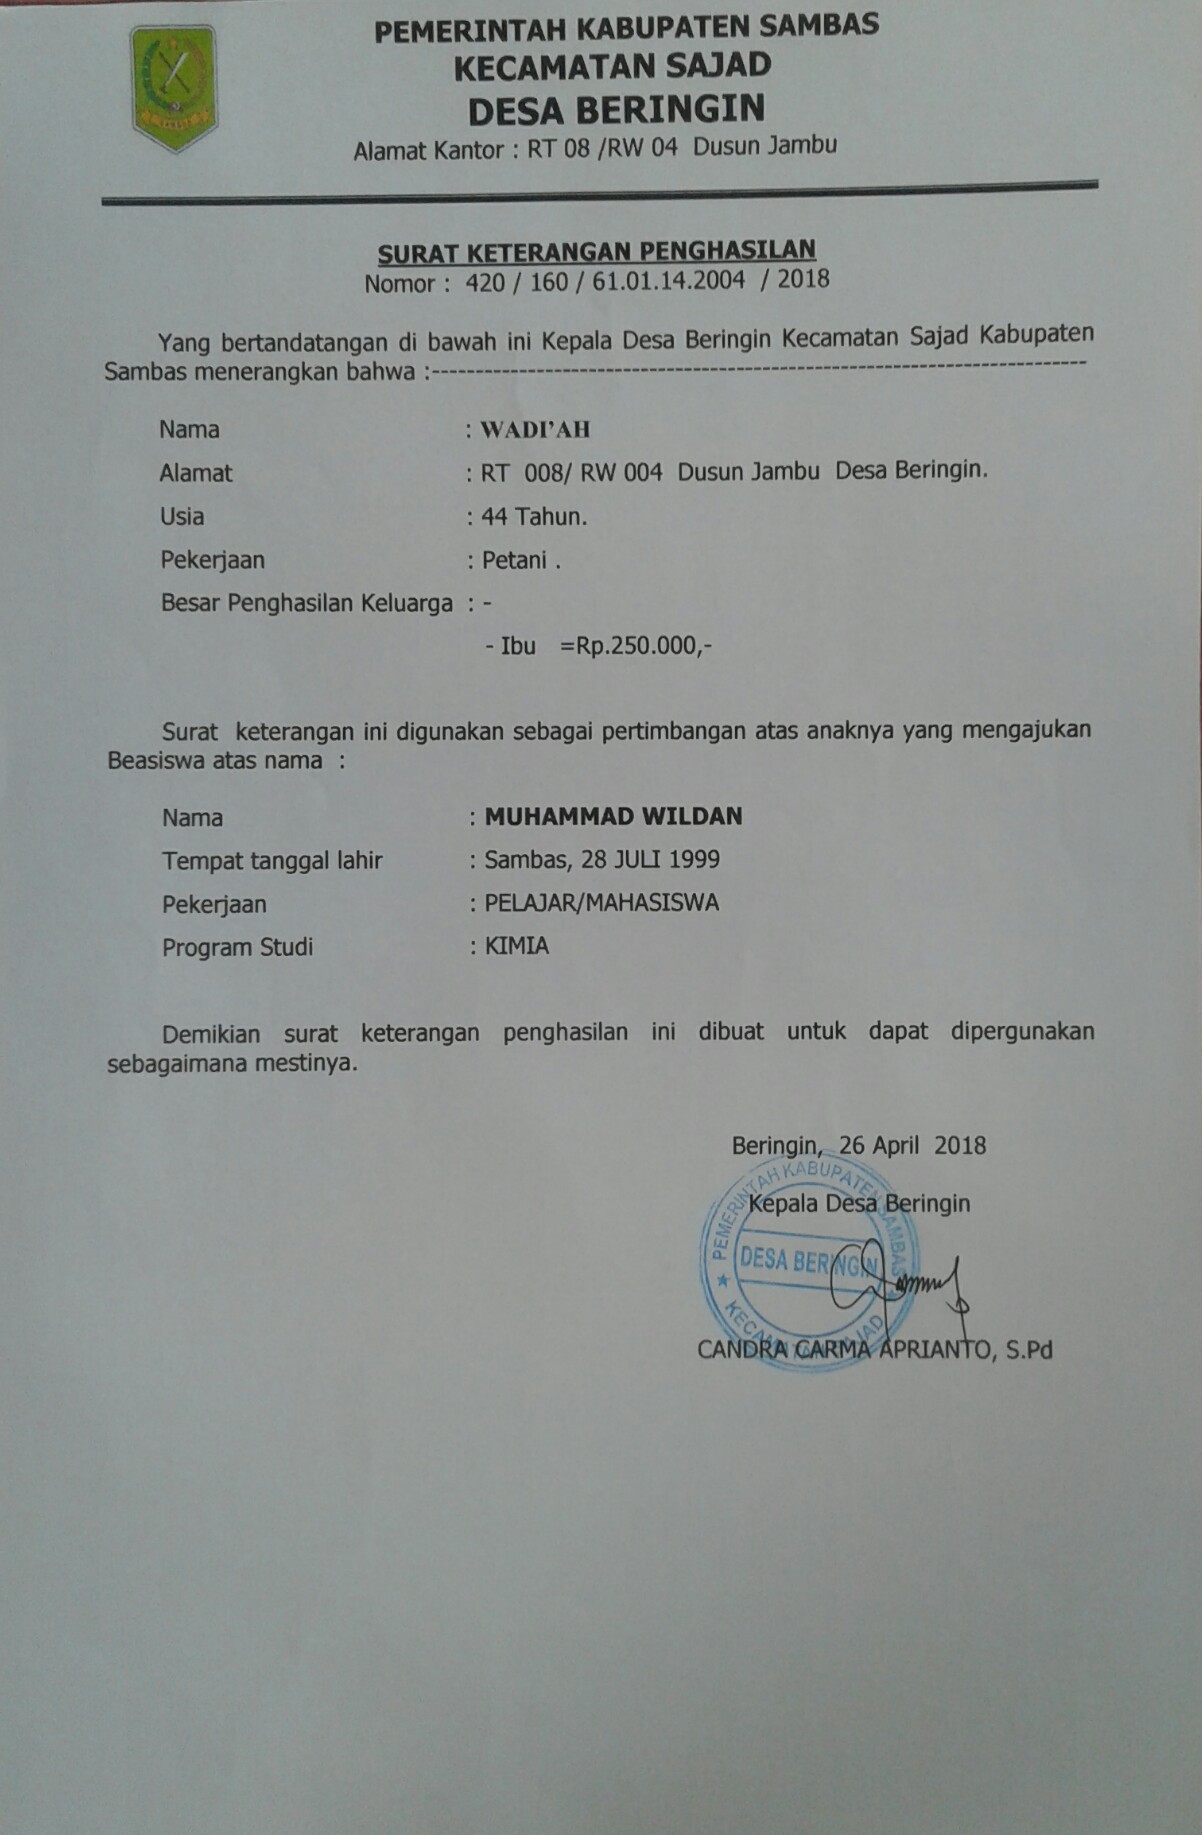 PEMERINTAH KABUPATEN SAMBAS
KECAMATAN SAJAD
DESA BERINGIN
Alamat Kantor : RT 08 /RW 04 Dusun Jambu
SAMBAS
SURAT KETERANGAN PENGHASILAN
Nomor : 420 / 160 / 61.01.14.2004 / 2018
Yang bertandatangan di bawah ini Kepala Desa Beringin Kecamatan Sajad Kabupaten
Sambas menerangkan bahwa :---------------------------------------------------------------------------
Nama : WADI'AH
Alamat : RT 008/ RW 004 Dusun Jambu Desa Beringin.
Usia : 44 Tahun.
Pekerjaan : Petani .
Besar Penghasilan Keluarga : -
- Ibu =Rp.250.000,-
Surat keterangan ini digunakan sebagai pertimbangan atas anaknya yang mengajukan
Beasiswa atas nama :
Nama : MUHAMMAD WILDAN
Tempat tanggal lahir : Sambas, 28 JULI 1999
Pekerjaan : PELAJAR/MAHASISWA
Program Studi : KIMIA
Demikian surat keterangan penghasilan ini dibuat untuk dapat dipergunakan
sebagaimana mestinya.
Beringin, 26 April 2018
Kepala Desa Beringin
PEMERINTAH KABUPATEN SAMBAS
DESA BERINGIN
KECAMATAN SAJAD
CANDRA CARMA APRIANTO, S.Pd